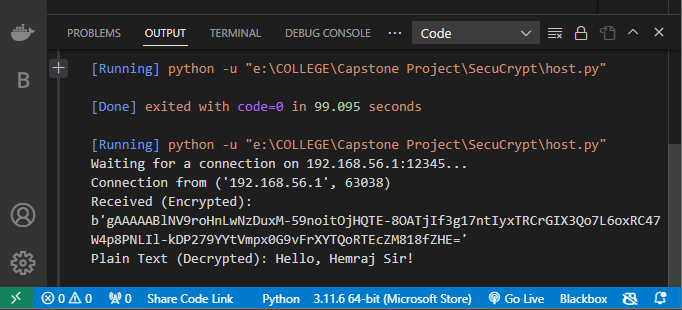 PROBLEMS OUTPUT TERMINAL DEBUG CONSOLE ... Code
B
[Running] python -u "e:\COLLEGE\Capstone Project\SecuCrypt\host.py"
[Done] exited with code=0 in 99.095 seconds
[Running] python -u "e:\COLLEGE\Capstone Project\SecuCrypt\host.py"
Waiting for a connection on 192.168.56.1:12345...
Connection from ('192.168.56.1', 63038)
Received (Encrypted):
b'gAAAAABlNV9roHnLwNzDuxM-59noitOjHQTE-8OATjIf3g17ntIyxTRCrGIX3Qo7L6oxRC47
W4p8PNLIl-kDP279YYtVmpx0G9vFrXYTQoRTEcZM818fZHE='
Plain Text (Decrypted): Hello, Hemraj Sir!
0 0 0 Share Code Link Python 3.11.6 64-bit (Microsoft Store) Go Live Blackbox